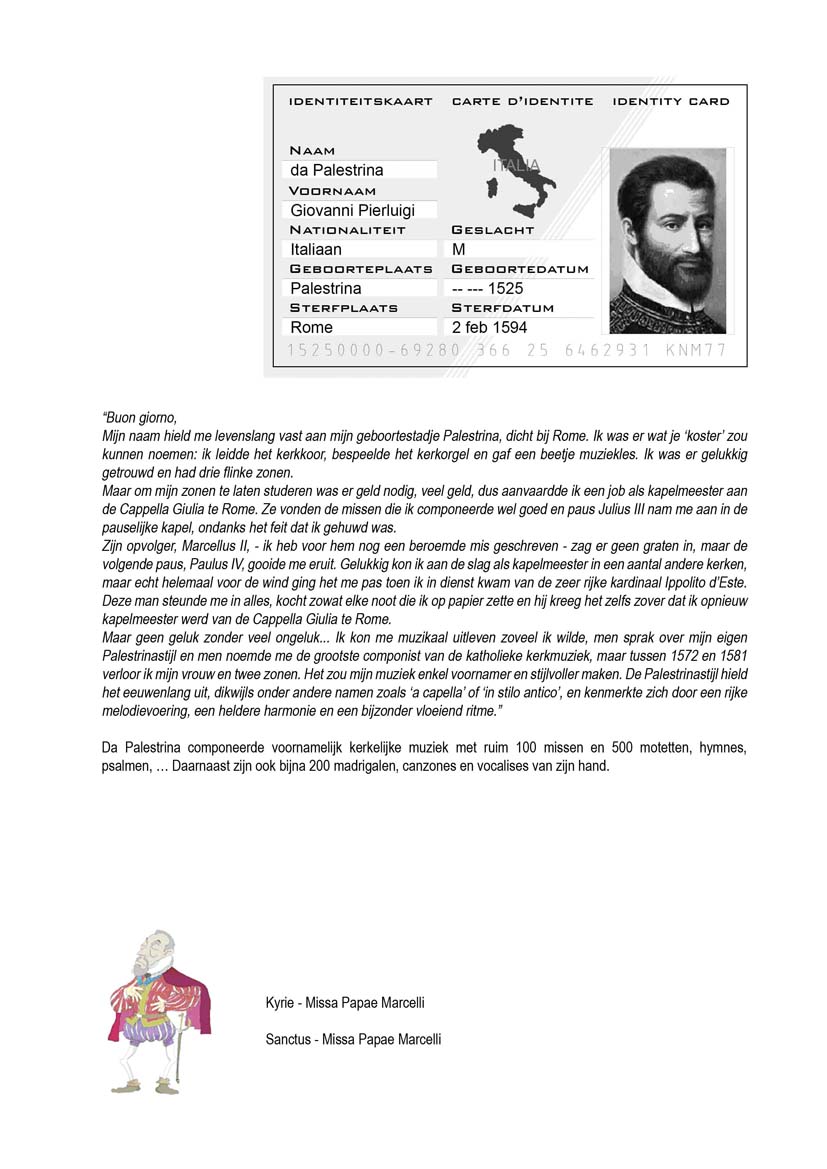 IDENTITEITSKAART CARTE D'IDENTITE IDENTITY CARD
ITALIA
NAAM
da Palestrina
VOORNAAM
Giovanni Pierluigi
NATIONALITEIT GESLACHT
Italiaan M
GEBOORTEPLAATS GEBOORTEDATUM
Palestrina -- --- 1525
STERFPLAATS STERFDATUM
Rome 2 feb 1594
15250000-69280 366 25 6462931 KNM77
“Buon giorno,
Mijn naam hield me levenslang vast aan mijn geboortestadje Palestrina, dicht bij Rome. Ik was er wat je ‘koster’ zou
kunnen noemen: ik leidde het kerkkoor, bespeelde het kerkorgel en gaf een beetje muziekles. Ik was er gelukkig
getrouwd en had drie flinke zonen.
Maar om mijn zonen te laten studeren was er geld nodig, veel geld, dus aanvaardde ik een job als kapelmeester aan
de Cappella Giulia te Rome. Ze vonden de missen die ik componeerde wel goed en paus Julius III nam me aan in de
pauselijke kapel, ondanks het feit dat ik gehuwd was.
Zijn opvolger, Marcellus II, - ik heb voor hem nog een beroemde mis geschreven - zag er geen graten in, maar de
volgende paus, Paulus IV, gooide me eruit. Gelukkig kon ik aan de slag als kapelmeester in een aantal andere kerken,
maar echt helemaal voor de wind ging het me pas toen ik in dienst kwam van de zeer rijke kardinaal Ippolito d’Este.
Deze man steunde me in alles, kocht zowat elke noot die ik op papier zette en hij kreeg het zelfs zover dat ik opnieuw
kapelmeester werd van de Cappella Giulia te Rome.
Maar geen geluk zonder veel ongeluk... Ik kon me muzikaal uitleven zoveel ik wilde, men sprak over mijn eigen
Palestrinastijl en men noemde me de grootste componist van de katholieke kerkmuziek, maar tussen 1572 en 1581
verloor ik mijn vrouw en twee zonen. Het zou mijn muziek enkel voornamer en stijlvoller maken. De Palestrinastijl hield
het eeuwenlang uit, dikwijls onder andere namen zoals ‘a capella’ of ‘in stilo antico’, en kenmerkte zich door een rijke
melodievoering, een heldere harmonie en een bijzonder vloeiend ritme.”
Da Palestrina componeerde voornamelijk kerkelijke muziek met ruim 100 missen en 500 motetten, hymnes,
psalmen, … Daarnaast zijn ook bijna 200 madrigalen, canzones en vocalises van zijn hand.
Kyrie - Missa Papae Marcelli
Sanctus - Missa Papae Marcelli